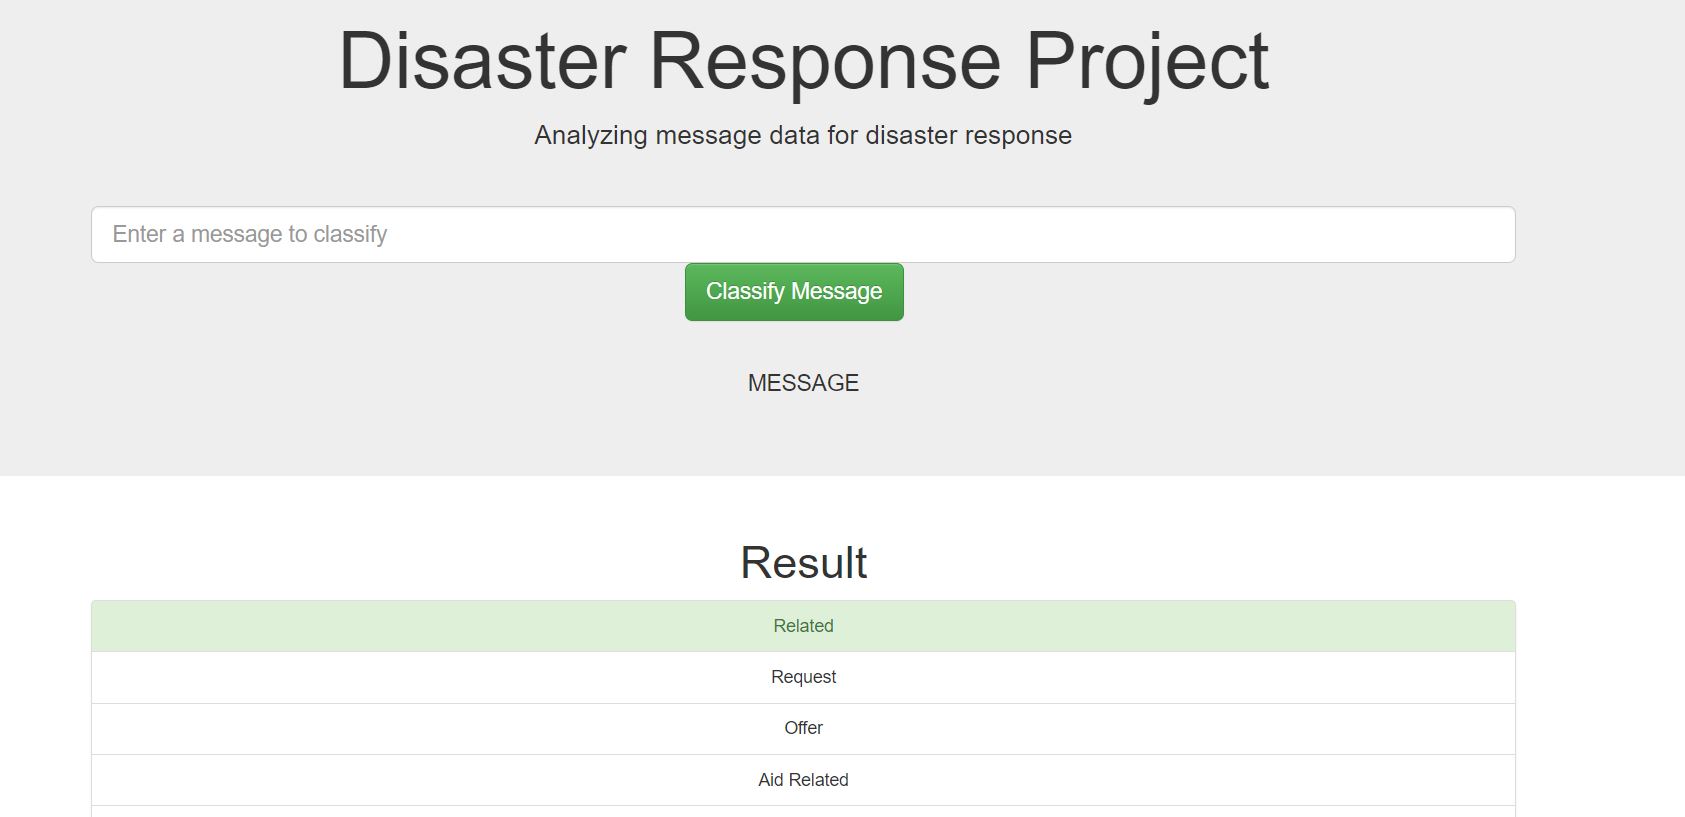 Disaster Response Project
Analyzing message data for disaster response
Enter a message to classify
Classify Message
MESSAGE
Result
Related
Request
Offer
Aid Related